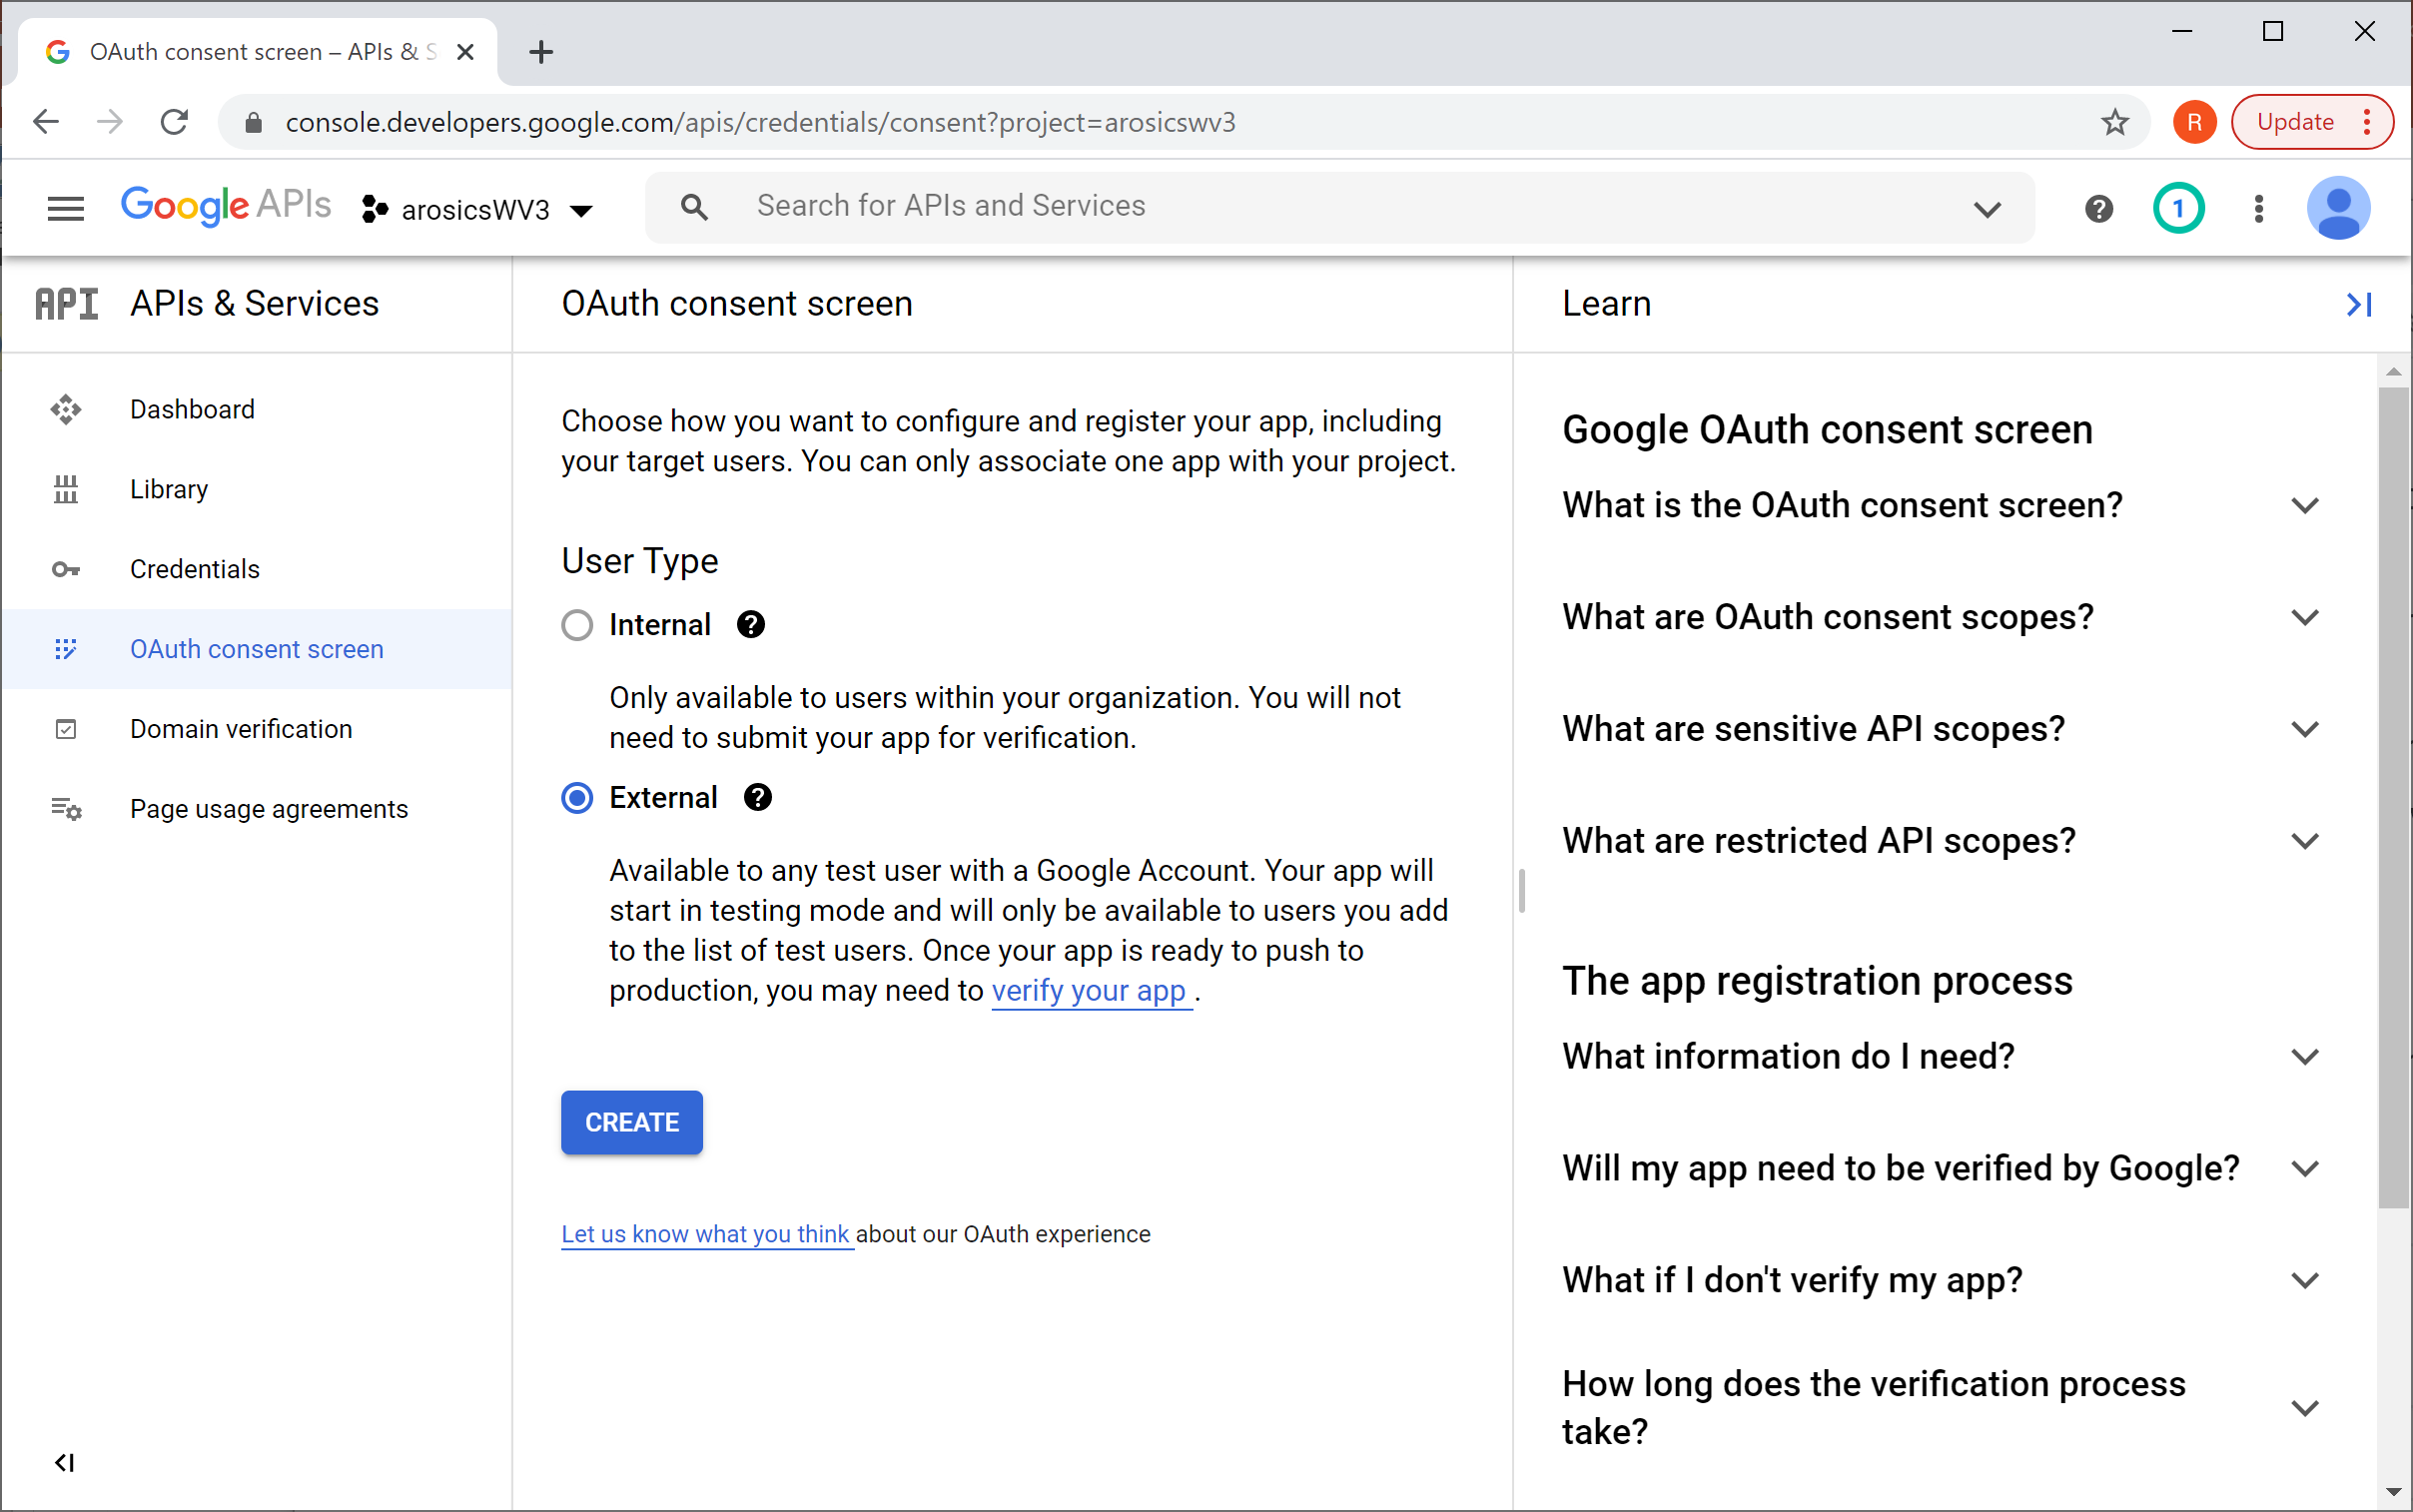 OAuth consent screen – APIs & S
console.developers.google.com/apis/credentials/consent?project=arosicswv3
R
Update
Google APIs
arosicsWV3
Search for APIs and Services
1
API
APIs & Services
Dashboard
Library
Credentials
OAuth consent screen
Domain verification
Page usage agreements
OAuth consent screen
Choose how you want to configure and register your app, including
your target users. You can only associate one app with your project.
User Type
Internal
Only available to users within your organization. You will not
need to submit your app for verification.
External
Available to any test user with a Google Account. Your app will
start in testing mode and will only be available to users you add
to the list of test users. Once your app is ready to push to
production, you may need to verify your app .
CREATE
Let us know what you think about our OAuth experience
Learn
Google OAuth consent screen
What is the OAuth consent screen?
What are OAuth consent scopes?
What are sensitive API scopes?
What are restricted API scopes?
The app registration process
What information do I need?
Will my app need to be verified by Google?
What if I don't verify my app?
How long does the verification process
take?